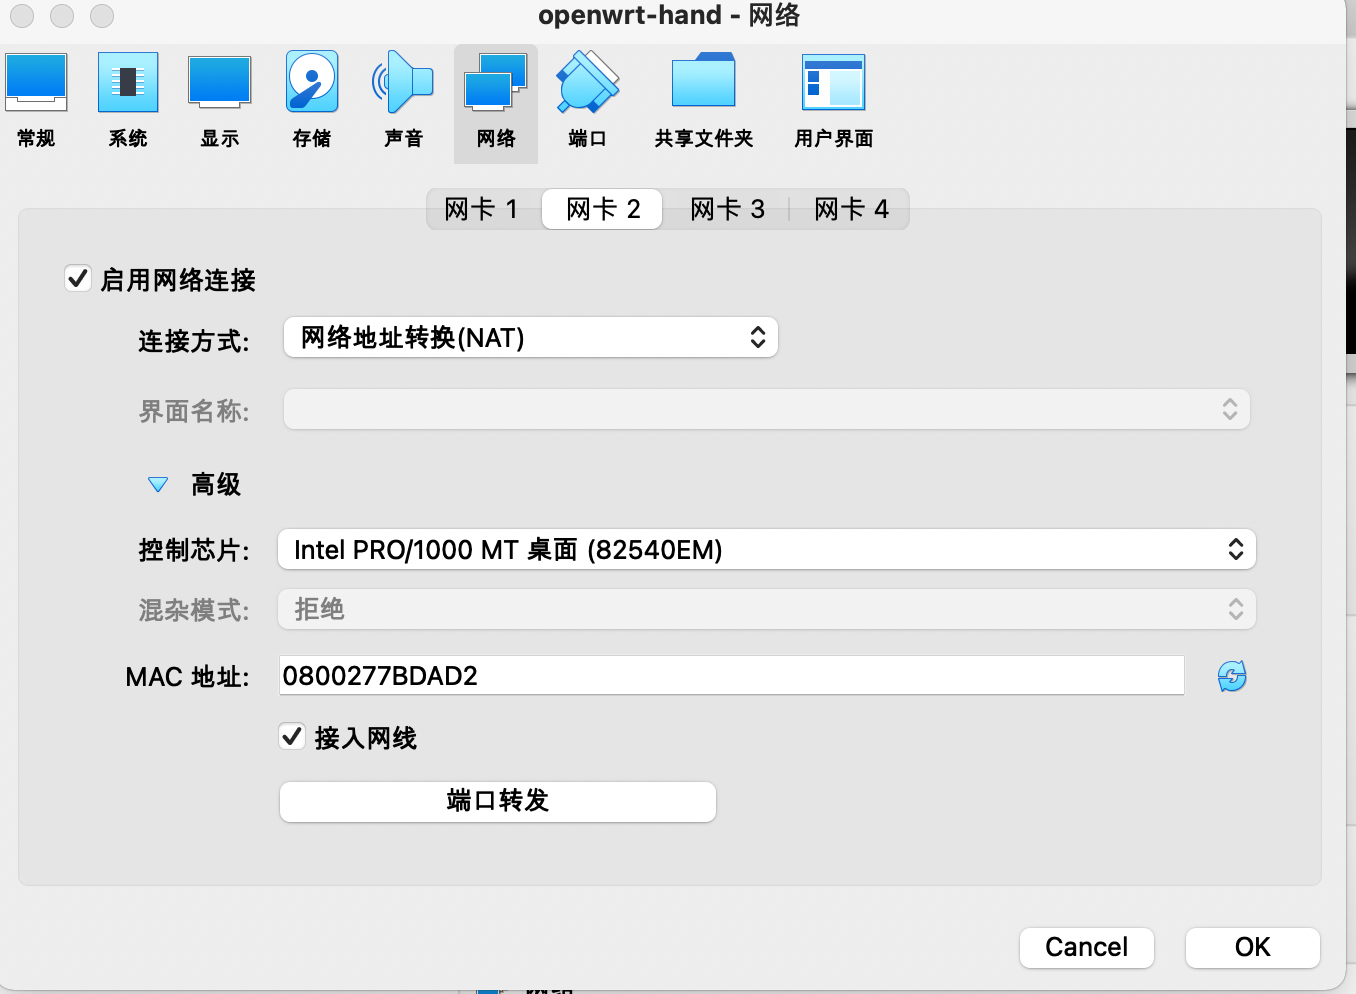 openwrt-hand - 网络
常规 系统 显示 存储 声音 网络 端口 共享文件夹 用户界面
网卡 1 网卡 2 网卡 3 网卡 4
启用网络连接
连接方式: 网络地址转换(NAT)
界面名称:
高级
控制芯片: Intel PRO/1000 MT 桌面 (82540EM)
混杂模式: 拒绝
MAC 地址: 0800277BDAD2
接入网线
端口转发
Cancel OK
网络